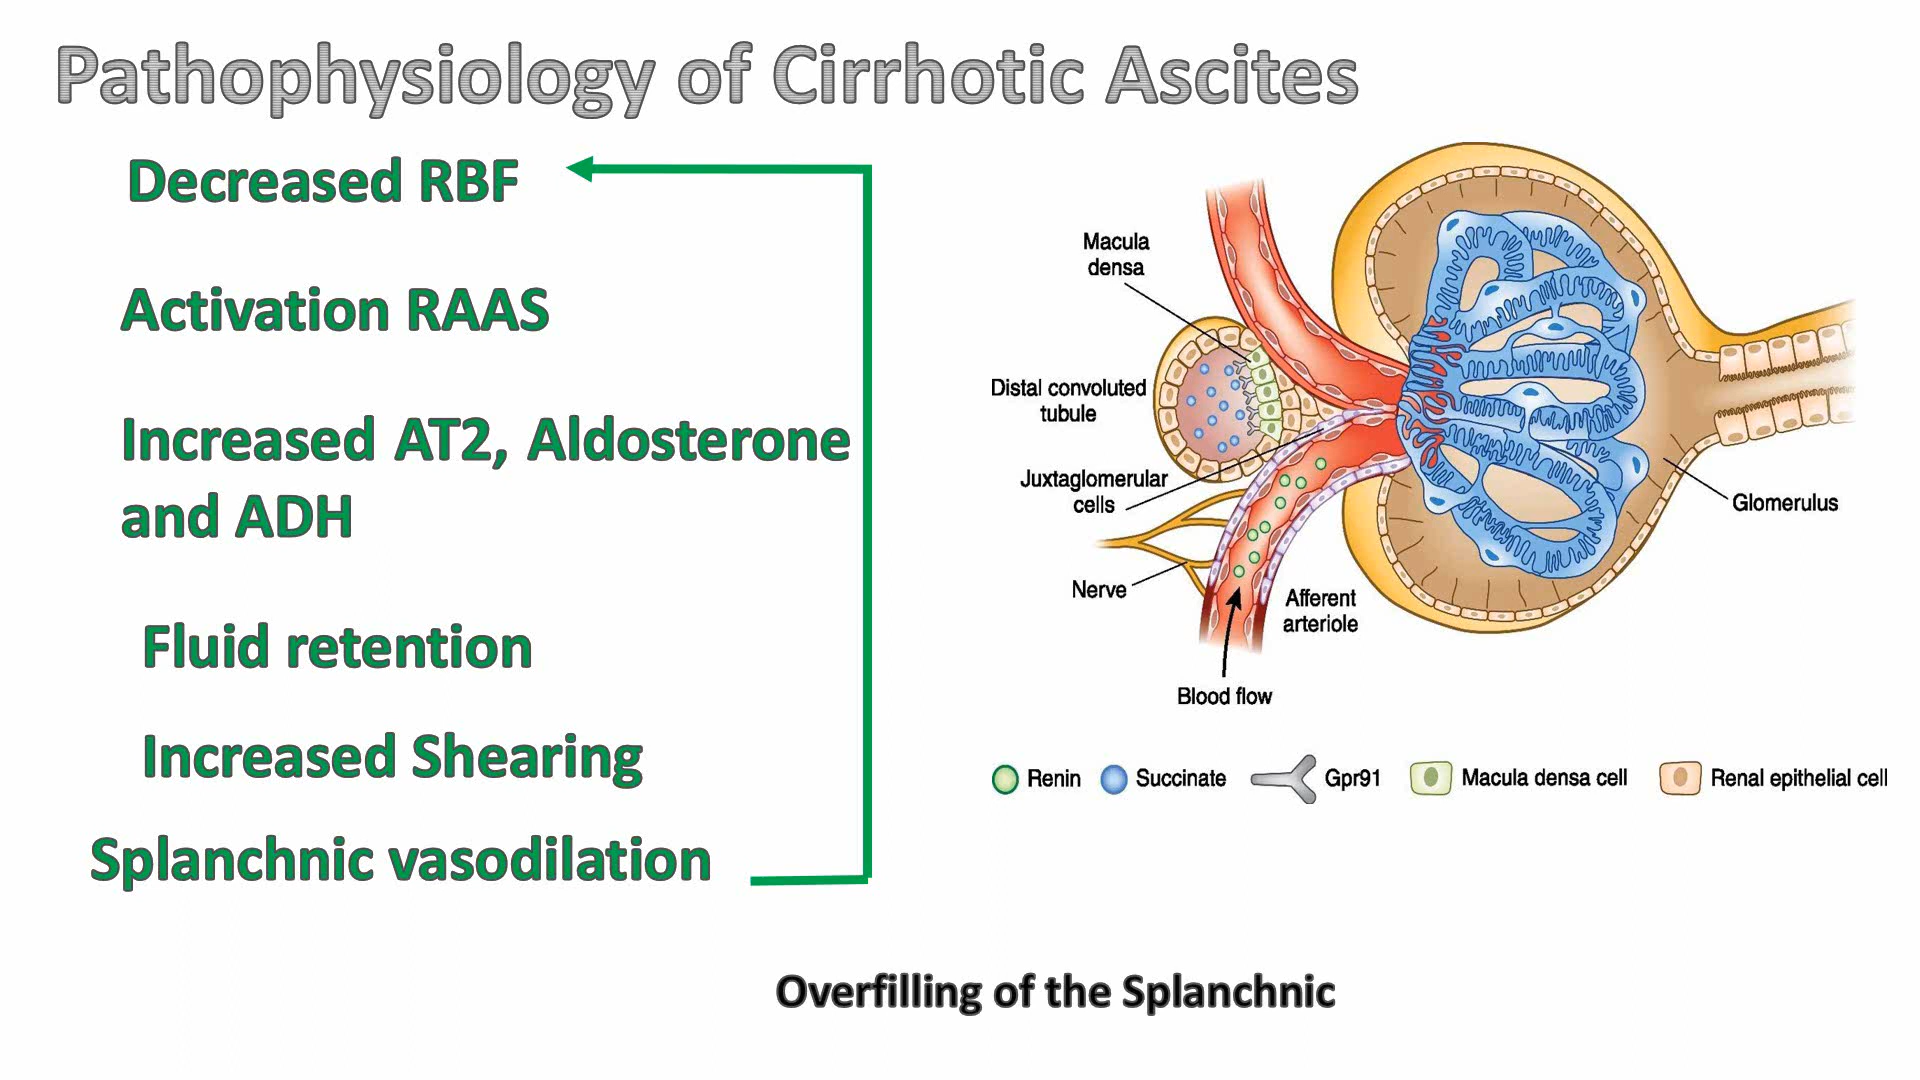 Pathophysiology of Cirrhotic Ascites
Decreased RBF
Activation RAAS
Increased AT2, Aldosterone
and ADH
Fluid retention
Increased Shearing
Splanchnic vasodilation
Macula
densa
Distal convoluted
tubule
Juxtaglomerular
cells
Nerve
Afferent
arteriole
Blood flow
Glomerulus
Renin Succinate Gpr91 Macula densa cell Renal epithelial cell
Overfilling of the Splanchnic